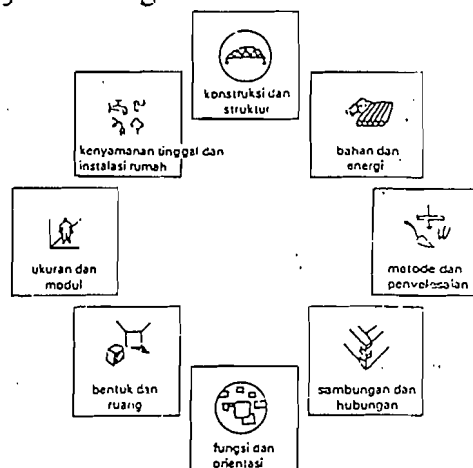 konstruksi dan
struktur
kenyamanan tinggal dan
instalasi rumah
bahan dan
energi
ukuran dan
modul
metode dan
penyelesaian
bentuk dan
ruang
sambungan dan
hubungan
fungsi dan
orientasi